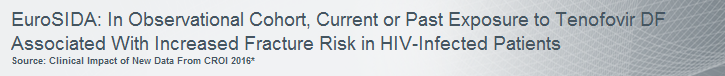 EuroSIDA: In Observational Cohort, Current or Past Exposure to Tenofovir DF
Associated With Increased Fracture Risk in HIV-Infected Patients
Source: Clinical Impact of New Data From CROI 2016*